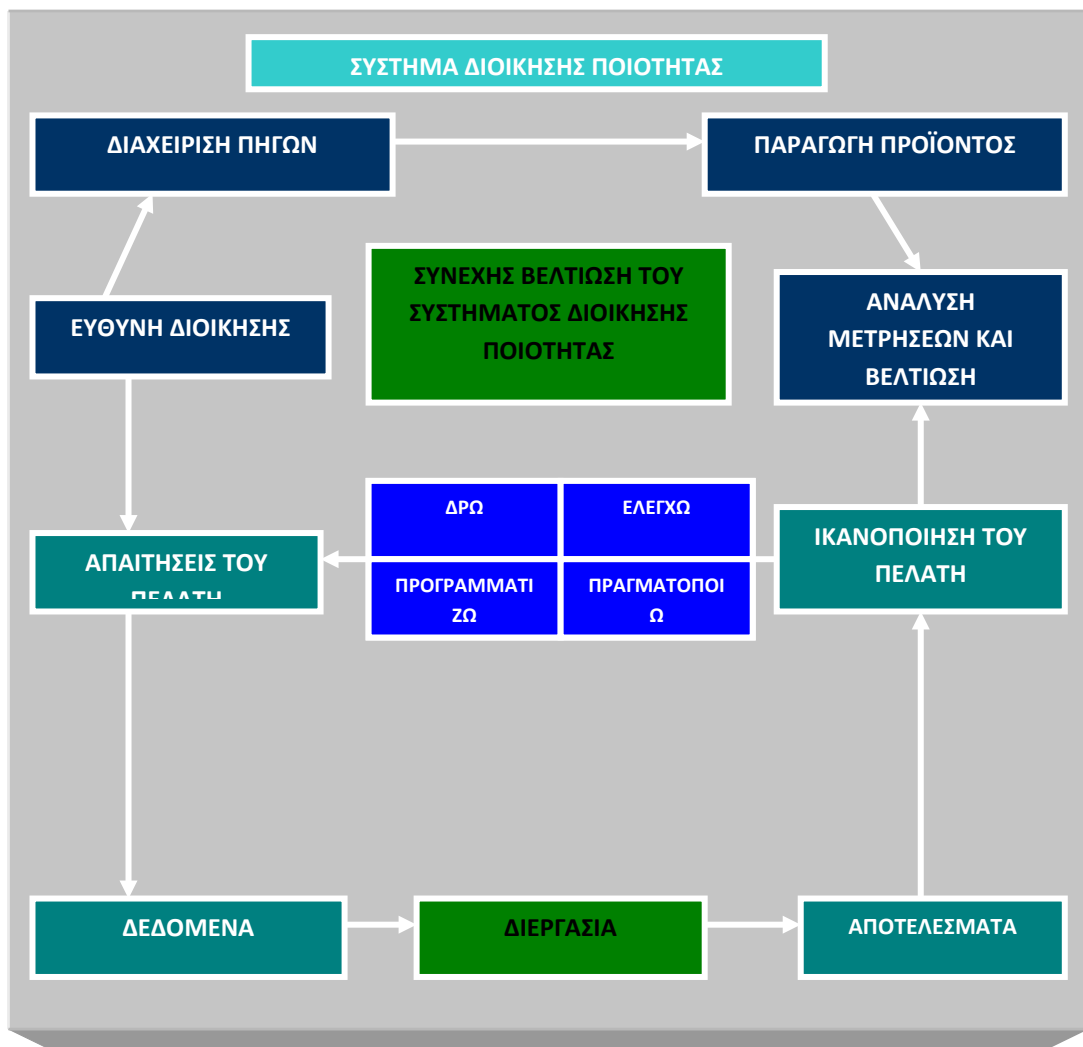 ΣΥΣΤΗΜΑ ΔΙΟΙΚΗΣΗΣ ΠΟΙΟΤΗΤΑΣ
ΔΙΑΧΕΙΡΙΣΗ ΠΗΓΩΝ
ΠΑΡΑΓΩΓΗ ΠΡΟΪΟΝΤΟΣ
ΣΥΝΕΧΗΣ ΒΕΛΤΙΩΣΗ ΤΟΥ
ΣΥΣΤΗΜΑΤΟΣ ΔΙΟΙΚΗΣΗΣ
ΠΟΙΟΤΗΤΑΣ
ΕΥΘΥΝΗ ΔΙΟΙΚΗΣΗΣ
ΑΝΑΛΥΣΗ
ΜΕΤΡΗΣΕΩΝ ΚΑΙ
ΒΕΛΤΙΩΣΗ
ΔΡΩ
ΕΛΕΓΧΩ
ΠΡΟΓΡΑΜΜΑΤΙ
ΖΩ
ΠΡΑΓΜΑΤΟΠΟΙ
Ω
ΑΠΑΙΤΗΣΕΙΣ ΤΟΥ
ΠΕΛΑΤΗ
ΙΚΑΝΟΠΟΙΗΣΗ ΤΟΥ
ΠΕΛΑΤΗ
ΔΕΔΟΜΕΝΑ
ΔΙΕΡΓΑΣΙΑ
ΑΠΟΤΕΛΕΣΜΑΤΑ